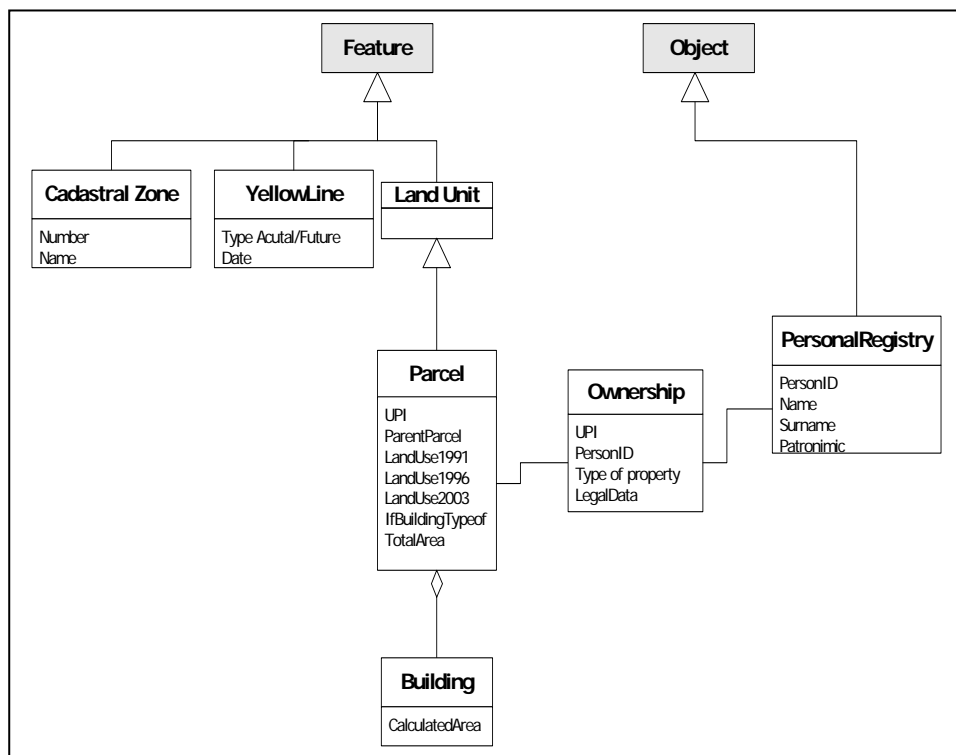 Feature
Object
Cadastral Zone
Number
Name
YellowLine
Type Acutal/Future
Date
Land Unit
Parcel
UPI
ParentParcel
LandUse1991
LandUse1996
LandUse2003
IfBuildingTypeof
TotalArea
Ownership
UPI
PersonID
Type of property
LegalData
PersonalRegistry
PersonID
Name
Surname
Patronimic
Building
CalculatedArea